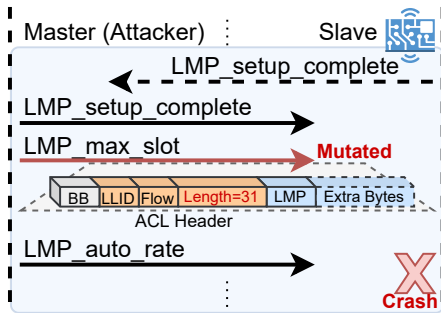 Master (Attacker) Slave
LMP_setup_complete
LMP_setup_complete
LMP_max_slot
Mutated
BB LLID Flow Length=31 LMP Extra Bytes
ACL Header
LMP_auto_rate
Crash